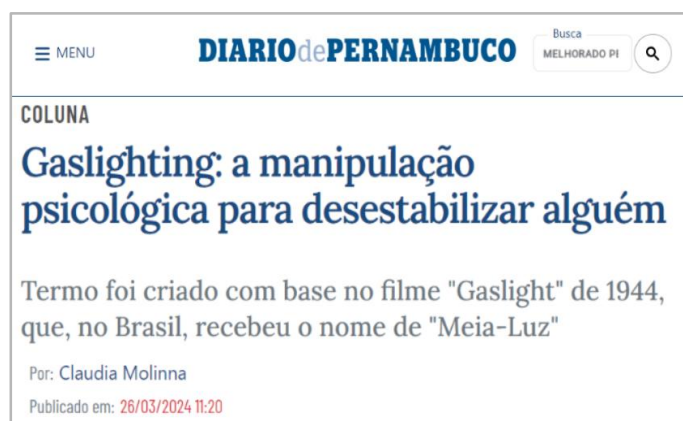 MENU
DIARIOdePERNAMBUCO
Busca
MELHORADO PI
COLUNA
Gaslighting: a manipulação
psicológica para desestabilizar alguém
Termo foi criado com base no filme "Gaslight" de 1944,
que, no Brasil, recebeu o nome de "Meia-Luz"
Por: Claudia Molinna
Publicado em: 26/03/2024 11:20